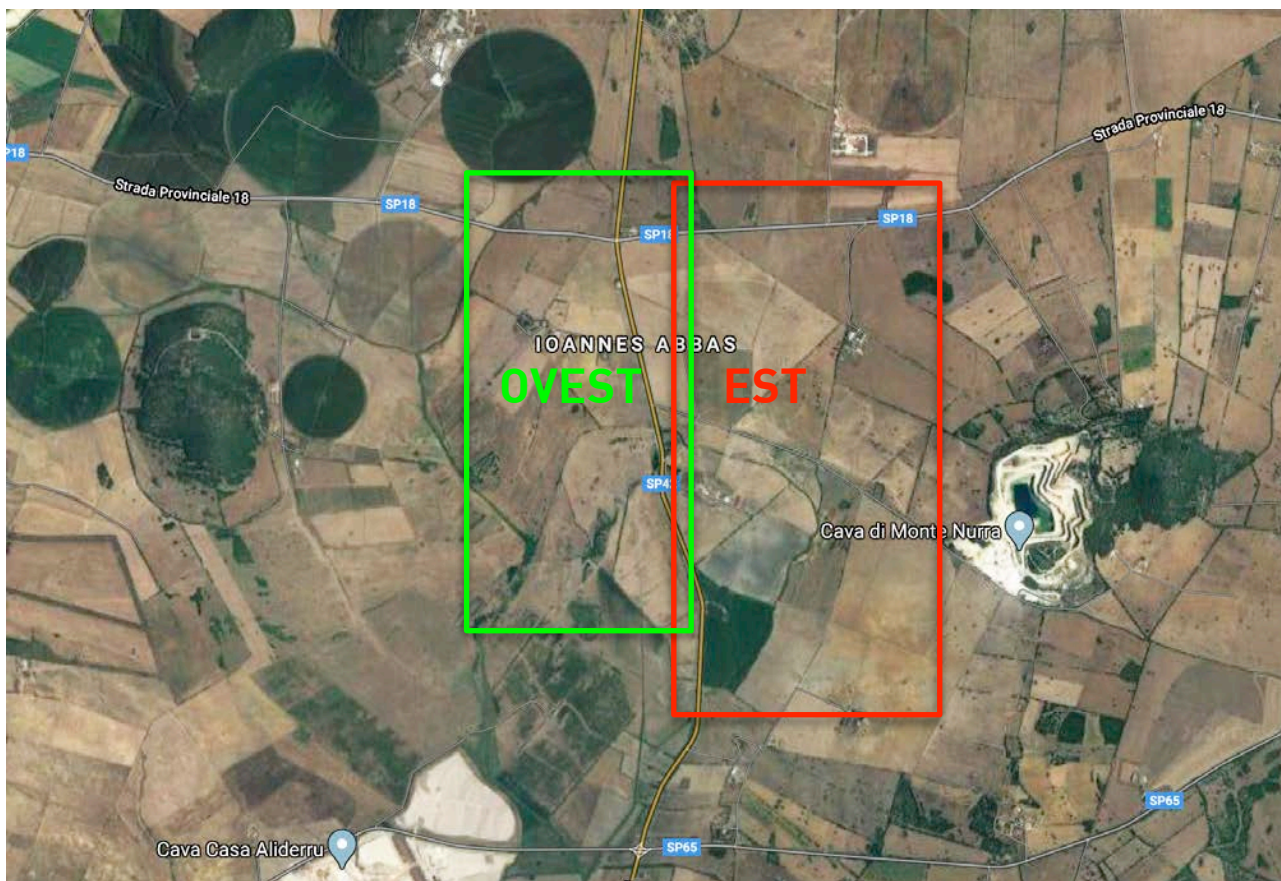 Strada Provinciale 18
P18
Strada Provinciale 18
SP18
SP18
SP18
IOANNES ABBAS
OVEST
EST
SP4
Cava di Monte Nurra
SP65
Cava Casa Aliderru
SP65